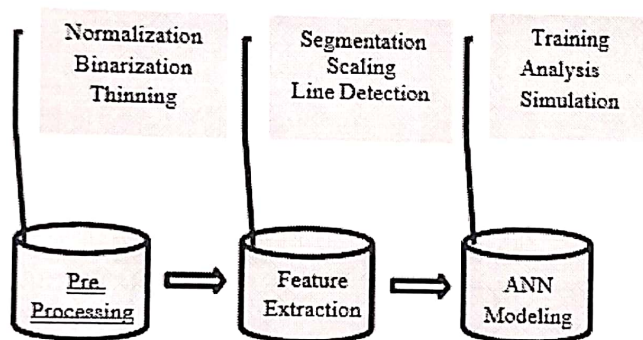 Normalization
Binarization
Thinning
Segmentation
Scaling
Line Detection
Training
Analysis
Simulation
Pre
Processing
Feature
Extraction
ANN
Modeling